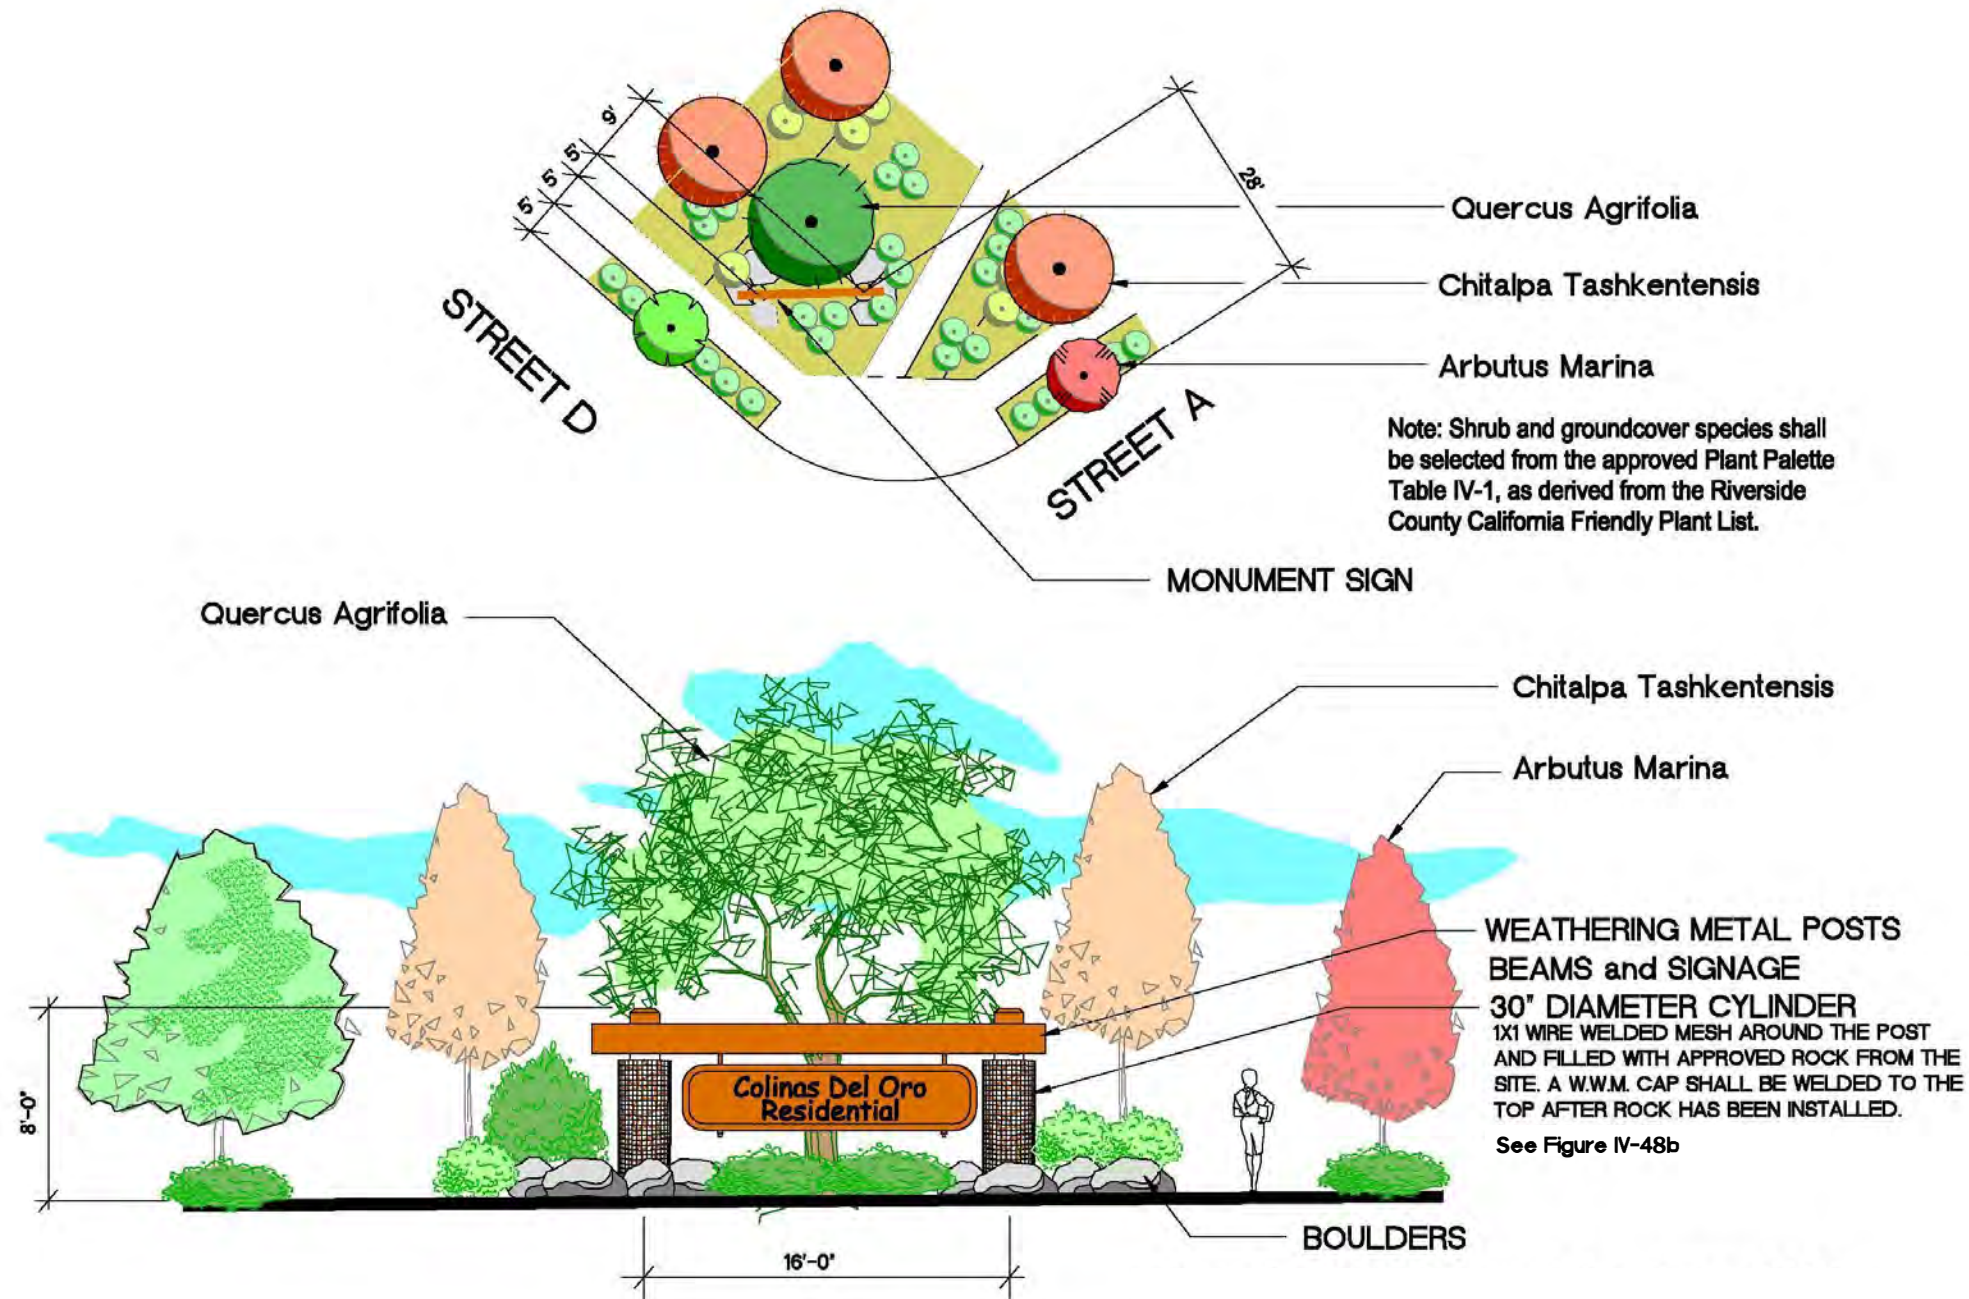 9'
5'
5'
5'
28'
Quercus Agrifolia
Chitalpa Tashkentensis
Arbutus Marina
STREET D
STREET A
Note: Shrub and groundcover species shall
be selected from the approved Plant Palette
Table IV-1, as derived from the Riverside
County California Friendly Plant List.
MONUMENT SIGN
Quercus Agrifolia
Chitalpa Tashkentensis
Arbutus Marina
WEATHERING METAL POSTS
BEAMS and SIGNAGE
30" DIAMETER CYLINDER
1X1 WIRE WELDED MESH AROUND THE POST
AND FILLED WITH APPROVED ROCK FROM THE
SITE. A W.W.M. CAP SHALL BE WELDED TO THE
TOP AFTER ROCK HAS BEEN INSTALLED.
See Figure IV-48b
Colinas Del Oro
Residential
8'-0"
BOULDERS
16'-0"